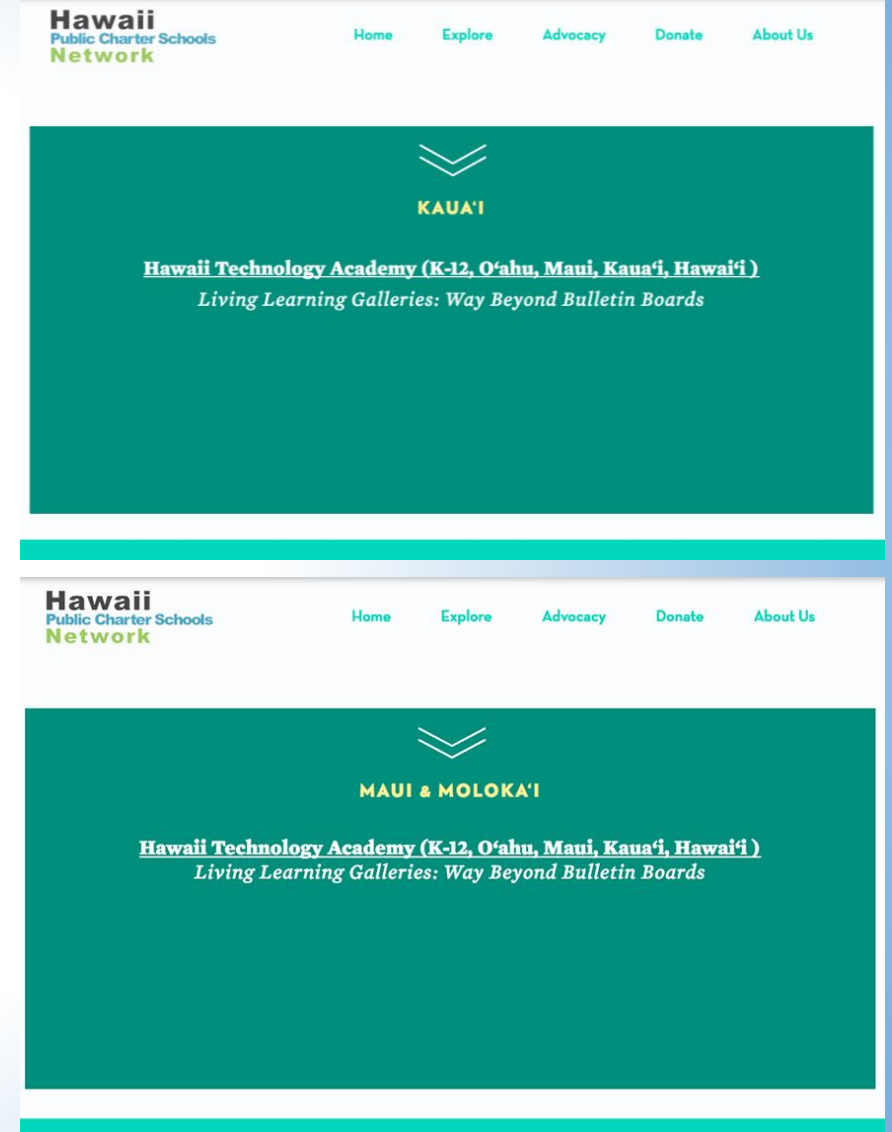 Hawaii
Public Charter Schools
Network
Home Explore Advocacy Donate About Us
KAUAʻI
Hawaii Technology Academy (K-12, Oʻahu, Maui, Kauaʻi, Hawaiʻi )
Living Learning Galleries: Way Beyond Bulletin Boards
Hawaii
Public Charter Schools
Network
Home Explore Advocacy Donate About Us
MAUI & MOLOKAʻI
Hawaii Technology Academy (K-12, Oʻahu, Maui, Kauaʻi, Hawaiʻi )
Living Learning Galleries: Way Beyond Bulletin Boards